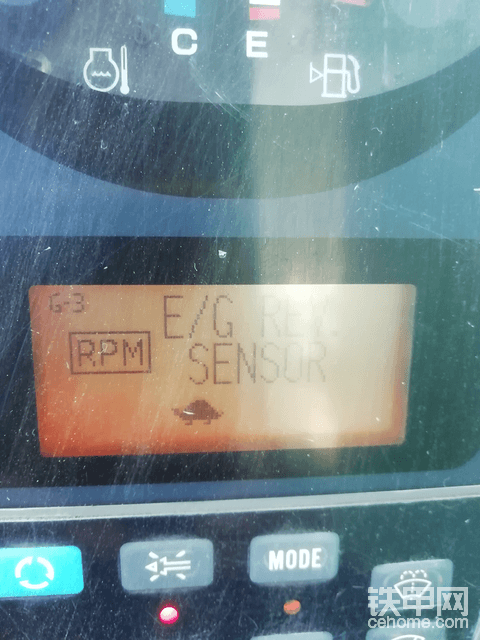 C E
G-3
E/G REV.
RPM
SENSOR
MODE
铁甲网
cehome.com